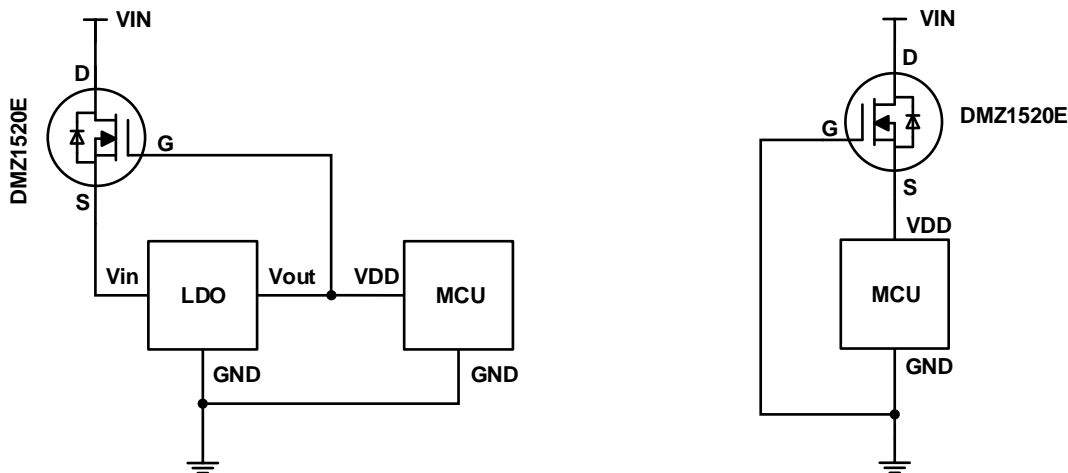 VIN
D
DMZ1520E
G
S
Vin
LDO
Vout
VDD
MCU
GND
GND
VIN
D
DMZ1520E
G
S
VDD
MCU
GND